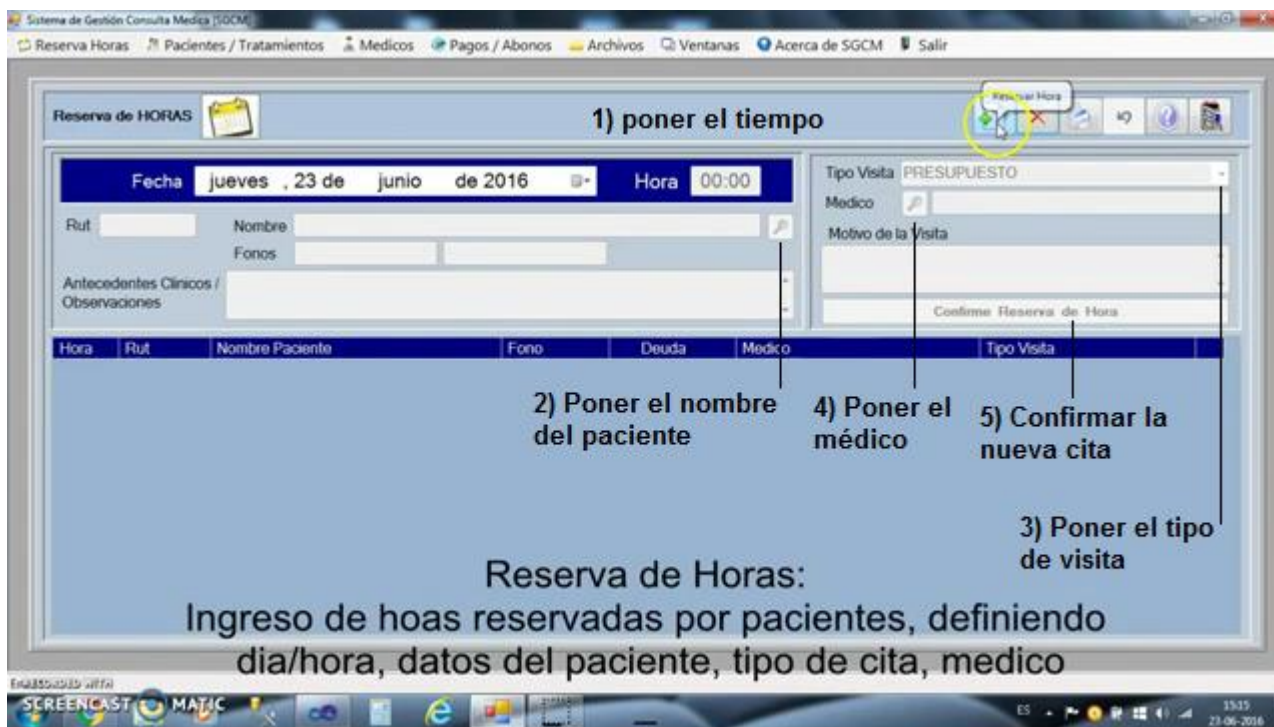 Sistema de Gestión Consulta Medica [SGCM]
Reserva Horas Pacientes / Tratamientos Medicos Pagos / Abonos Archivos Ventanas Acerca de SGCM Salir
Reserva de HORAS
1) poner el tiempo
Reservar Hora
Fecha jueves , 23 de junio de 2016 Hora 00:00
Tipo Visita PRESUPUESTO
Medico
Rut Nombre
Motivo de la Visita
Fonos
Antecedentes Clinicos /
Observaciones
Confirme Reserva de Hora
Hora Rut Nombre Paciente Fono Deuda Medico Tipo Visita
2) Poner el nombre
del paciente
4) Poner el
médico
5) Confirmar la
nueva cita
3) Poner el tipo
de visita
Reserva de Horas:
Ingreso de hoas reservadas por pacientes, definiendo
dia/hora, datos del paciente, tipo de cita, medico
SCREENCAST MATIC
ES
15:15
23-06-2016